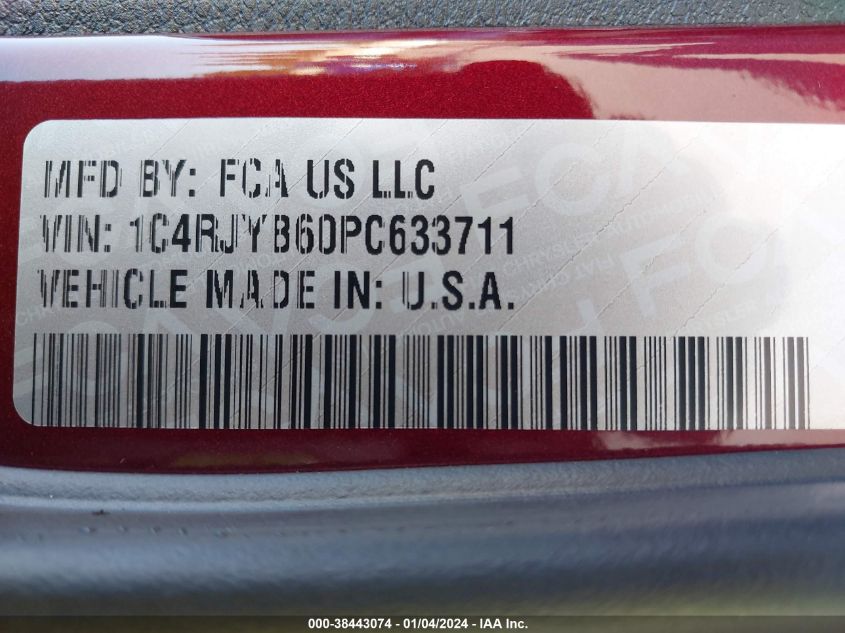 MFD BY: FCA US LLC
VIN: 1C4RJYB60PC633711
VEHICLE MADE IN: U.S.A.
000-38443074 - 01/04/2024 - IAA Inc.